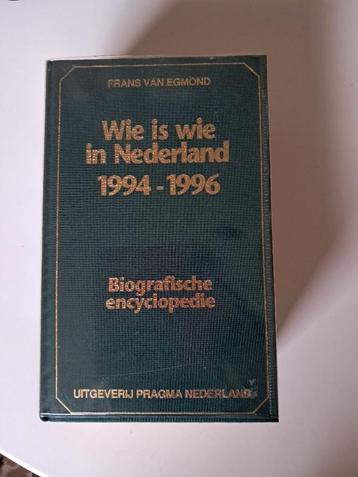 FRANS VAN EGMOND
Wie is wie
in Nederland
1994-1996
Biografische
encyclopedie
UITGEVERIJ PRAGMA NEDERLAND